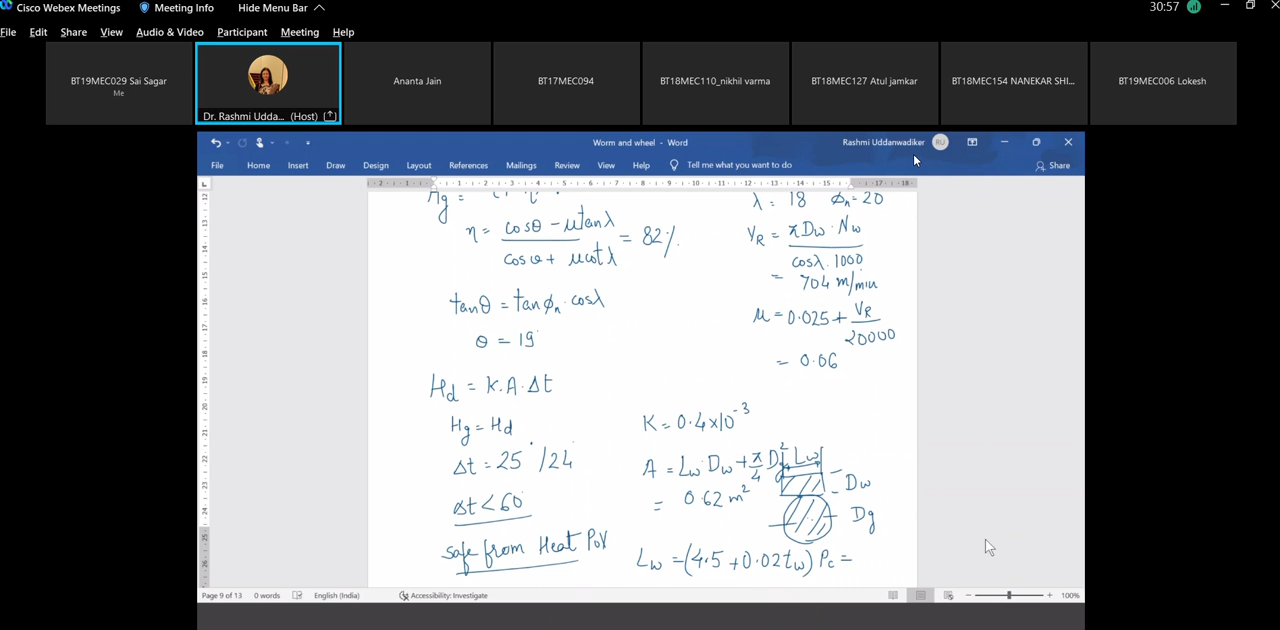 Cisco Webex Meetings Meeting Info Hide Menu Bar 30:57
File Edit Share View Audio & Video Participant Meeting Help
BT19MEC029 Sai Sagar
Me
Dr. Rashmi Udda... (Host)
Ananta Jain
BT17MEC094
BT18MEC110_nikhil varma
BT18MEC127 Atul jamkar
BT18MEC154 NANEKAR SHI...
BT19MEC006 Lokesh
Worm and wheel - Word
Rashmi Uddanwadiker RU
File Home Insert Draw Design Layout References Mailings Review View Help Tell me what you want to do Share
Hg =
η = cosθ - μtanλ / cosθ + μcotλ = 82%
tanθ = tanϕn · cosλ
θ = 19°
Hd = K.A.Δt
Hg = Hd
Δt = 25° /24
Δt < 60
safe from Heat PoV
λ = 18 ϕn = 20
VR = πDw · Nw / cosλ . 1000
= 704 m/min
μ = 0.025 + VR / 20000
= 0.06
K = 0.4 x 10⁻³
A = Lw · Dw + π/4 Dg²
= 0.62 m²
Lw
Dw
Dg
Lw = (4.5 + 0.02tw) Pc =
Page 9 of 13 0 words English (India) Accessibility: Investigate 100%